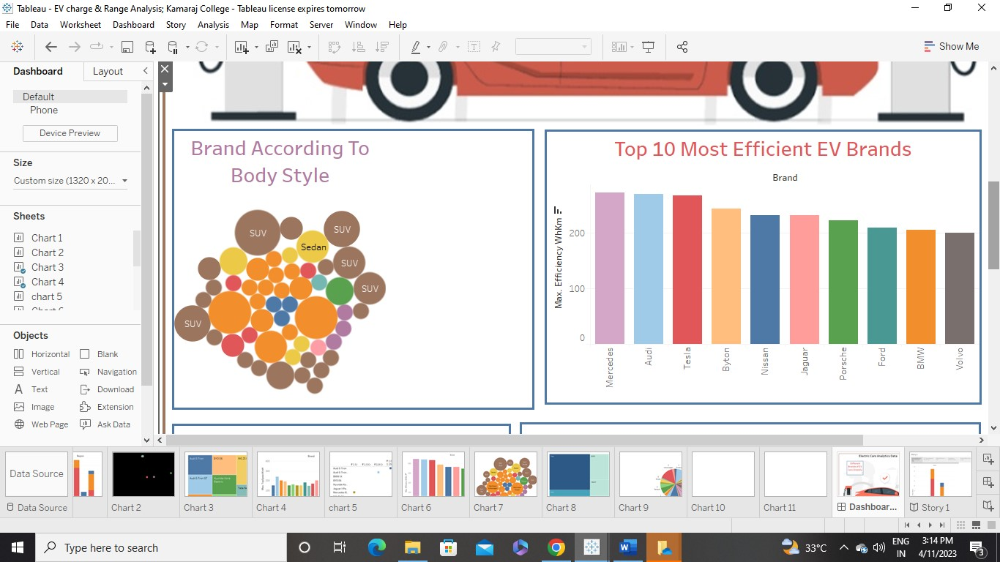 Tableau - EV charge & Range Analysis; Kamaraj College - Tableau license expires tomorrow
File Data Worksheet Dashboard Story Analysis Map Format Server Window Help
Show Me
Dashboard Layout
Default
Phone
Device Preview
Size
Custom size (1320 x 20...
Sheets
Chart 1
Chart 2
Chart 3
Chart 4
chart 5
Objects
Horizontal Blank
Vertical Navigation
Text Download
Image Extension
Web Page Ask Data
Brand According To
Body Style
SUV
SUV
Sedan
SUV
SUV
SUV
Top 10 Most Efficient EV Brands
Brand
Max. Efficiency WhKm
200
100
0
Mercedes
Audi
Tesla
Byton
Nissan
Jaguar
Porsche
Ford
BMW
Volvo
Data Source
Electric Cars Analytics Data
Data Source Chart 2 Chart 3 Chart 4 chart 5 Chart 6 Chart 7 Chart 8 Chart 9 Chart 10 Chart 11 Dashboar... Story 1
Type here to search
33°C
ENG
IN
3:14 PM
4/11/2023
3